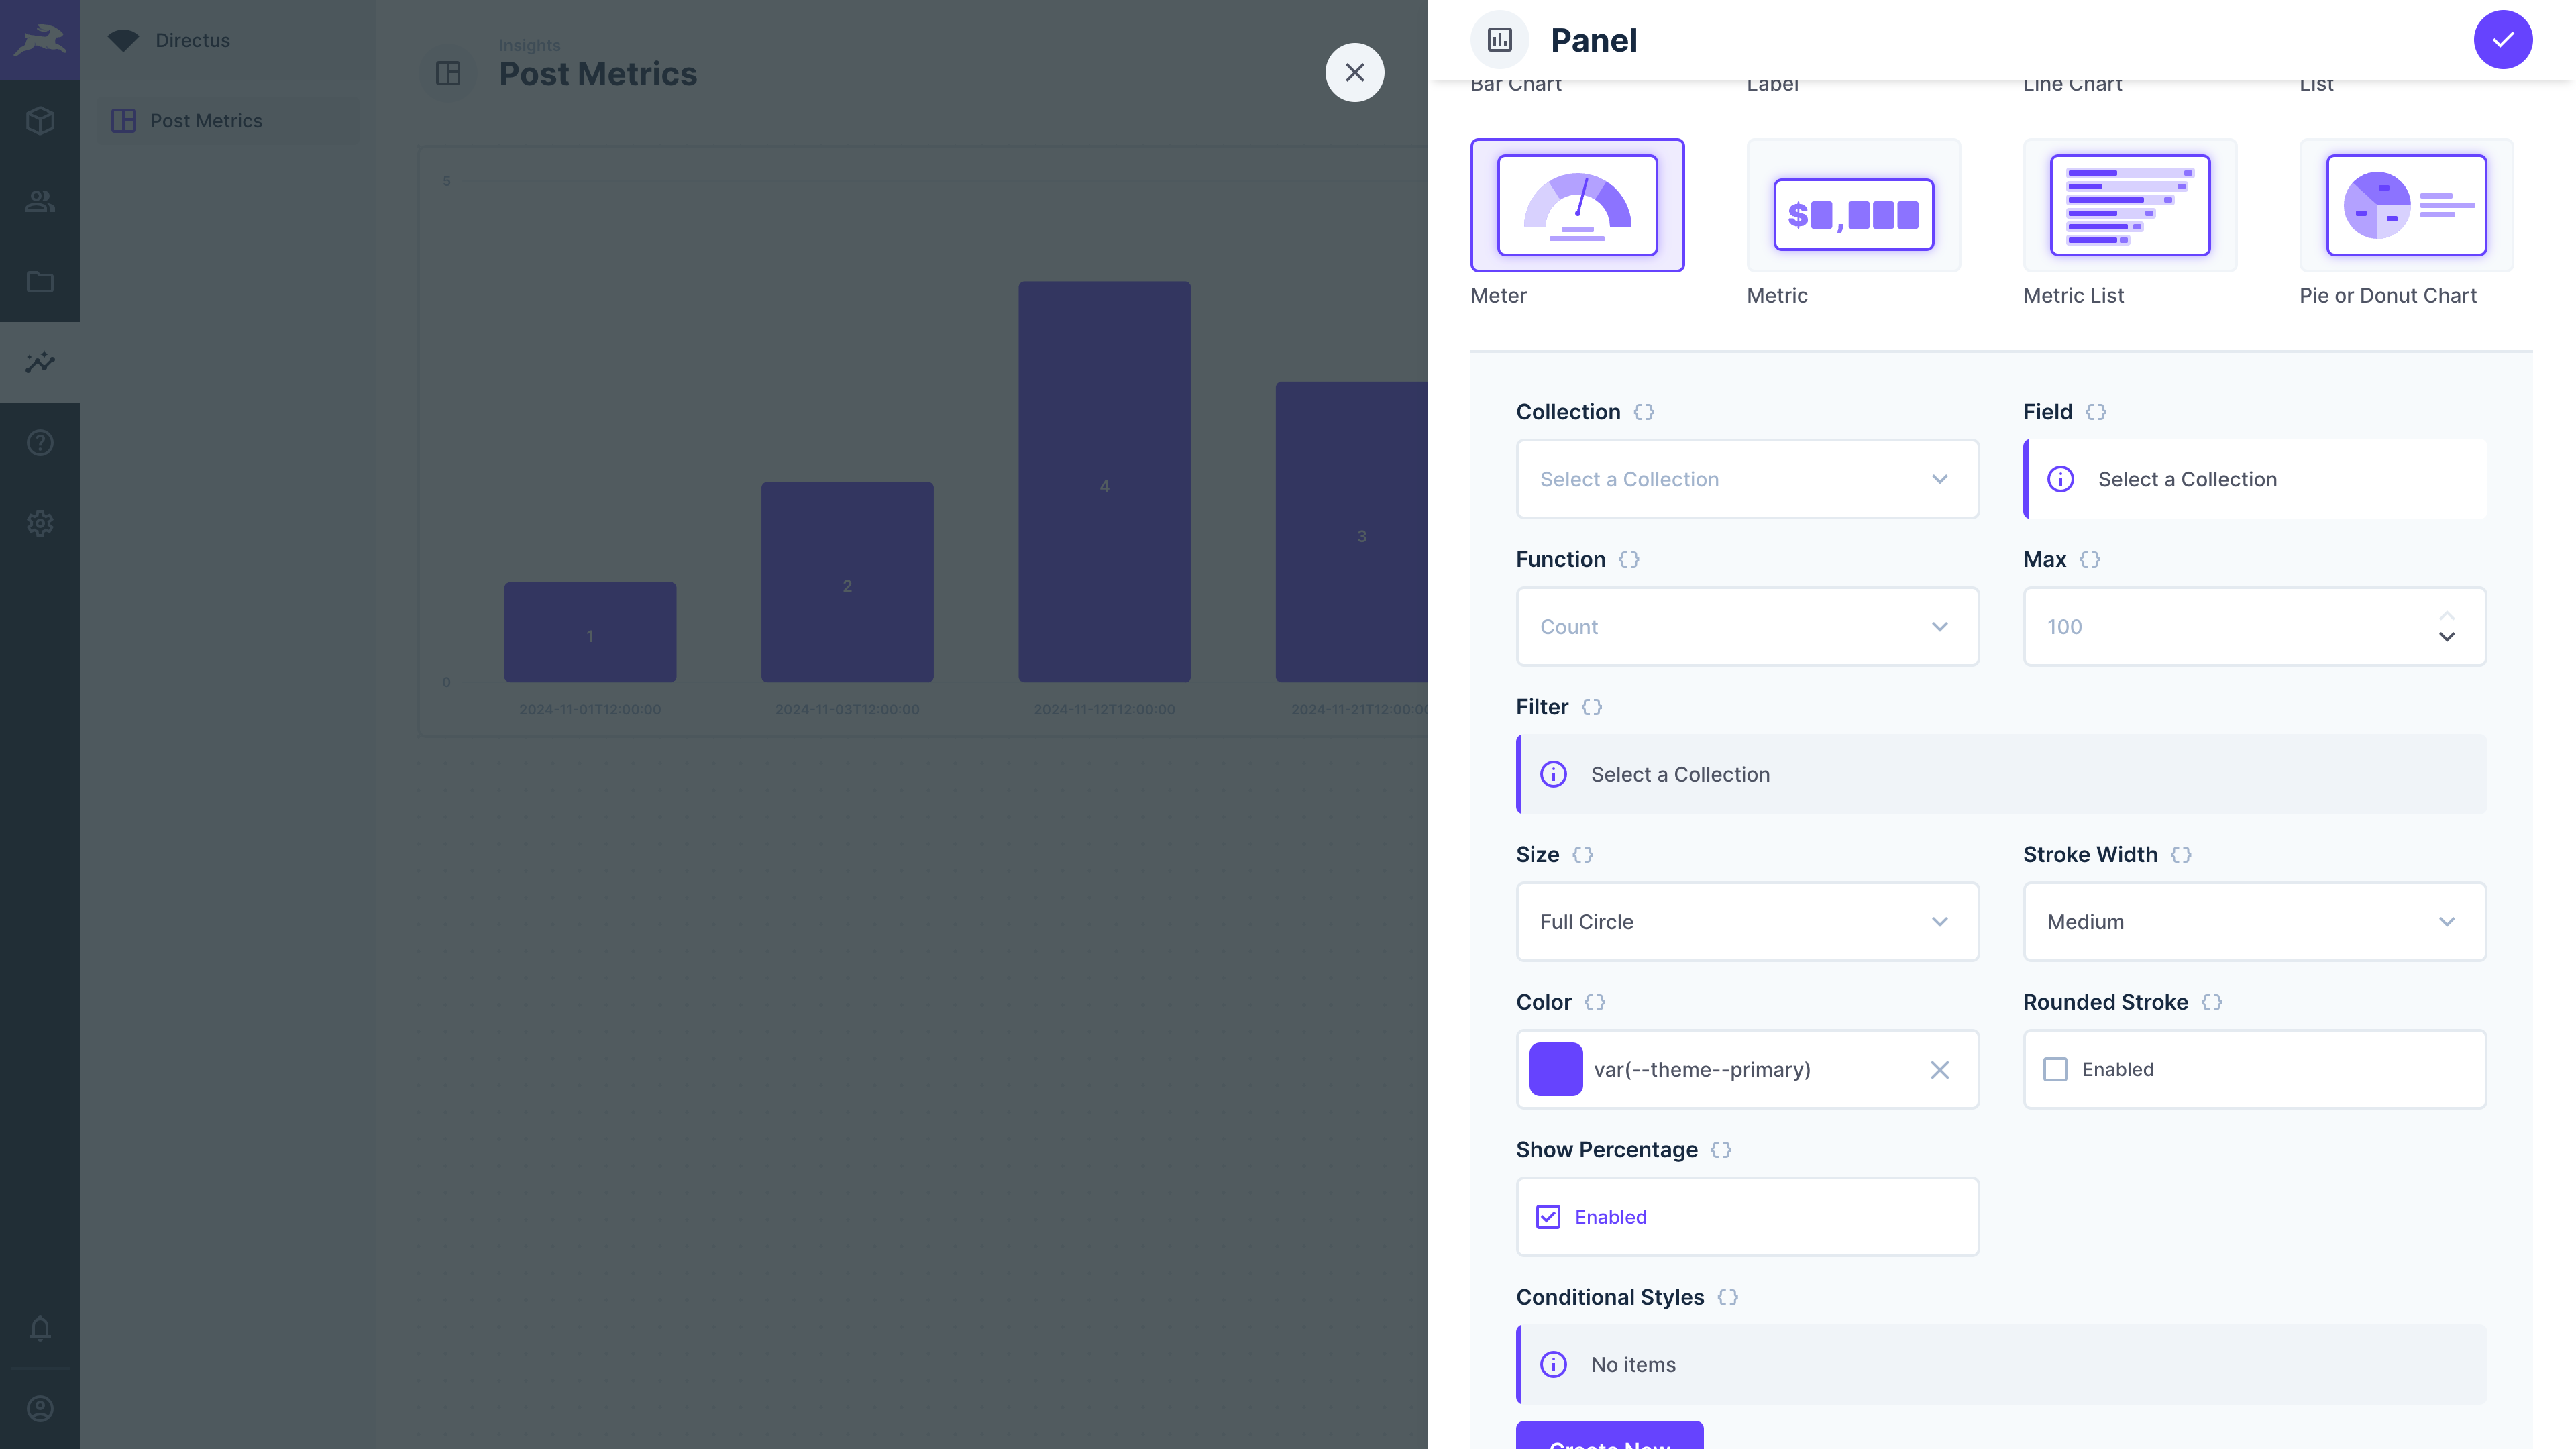 Directus
Post Metrics
Insights
Post Metrics
5
0
1
2
4
3
2024-11-01T12:00:00
2024-11-03T12:00:00
2024-11-12T12:00:00
2024-11-21T12:00:0
Panel
Bar Chart
Label
Line Chart
List
$
,
Meter
Metric
Metric List
Pie or Donut Chart
Collection {}
Field {}
Select a Collection
Select a Collection
Function {}
Max {}
Count
100
Filter {}
Select a Collection
Size {}
Stroke Width {}
Full Circle
Medium
Color {}
Rounded Stroke {}
var(--theme--primary)
Enabled
Show Percentage {}
Enabled
Conditional Styles {}
No items
Create New